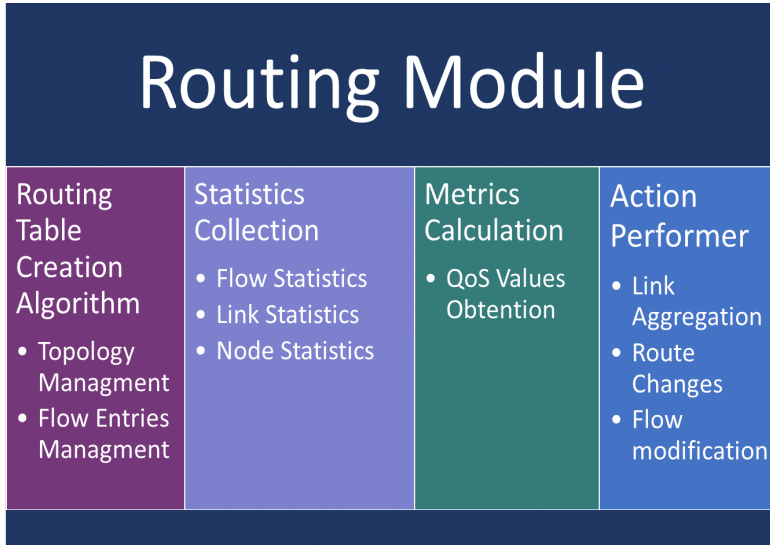 Routing Module
Routing
Table
Creation
Algorithm
• Topology
Managment
• Flow Entries
Managment
Statistics
Collection
• Flow Statistics
• Link Statistics
• Node Statistics
Metrics
Calculation
• QoS Values
Obtention
Action
Performer
• Link
Aggregation
• Route
Changes
• Flow
modification